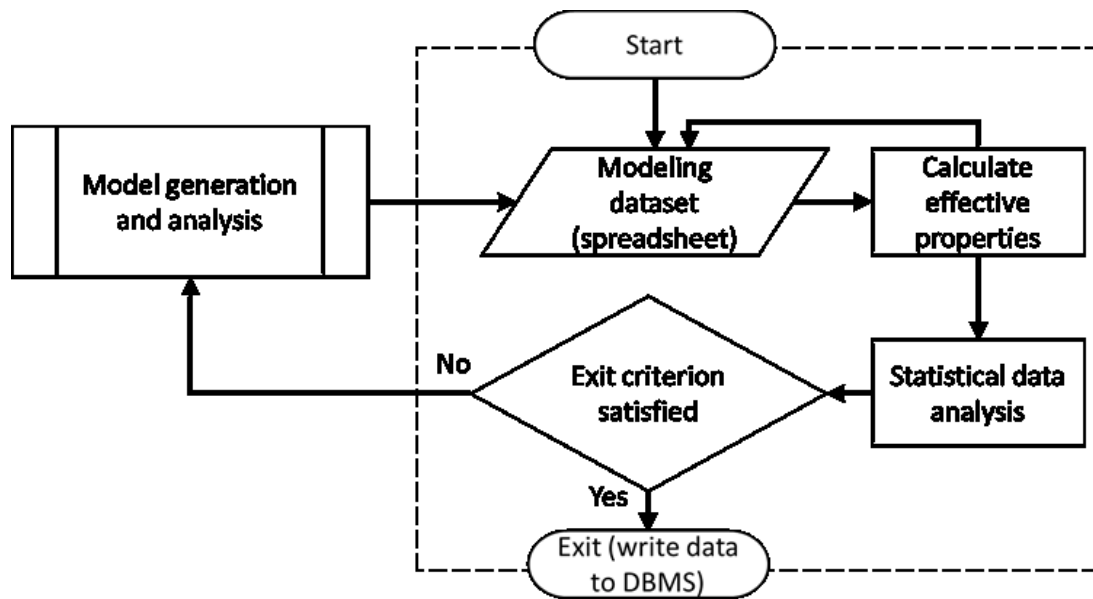 Start
Model generation
and analysis
Modeling
dataset
(spreadsheet)
Calculate
effective
properties
No
Exit criterion
satisfied
Statistical data
analysis
Yes
Exit (write data
to DBMS)